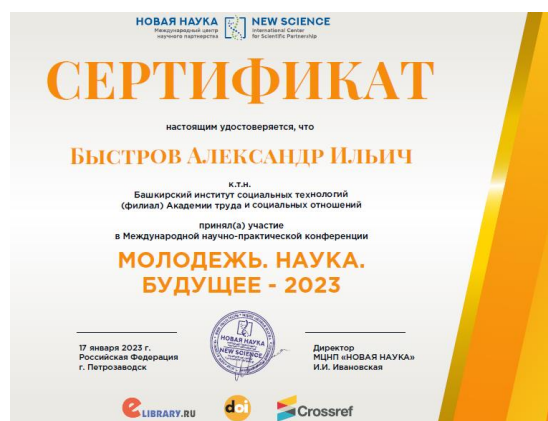 НОВАЯ НАУКА
Международный центр
научного партнерства
NEW SCIENCE
International Center
for Scientific Partnership
СЕРТИФИКАТ
настоящим удостоверяется, что
Быстров Александр Ильич
к.т.н.
Башкирский институт социальных технологий
(филиал) Академии труда и социальных отношений
принял(а) участие
в Международной научно-практической конференции
МОЛОДЕЖЬ. НАУКА.
БУДУЩЕЕ - 2023
17 января 2023 г.
Российская Федерация
г. Петрозаводск
НОВАЯ НАУКА
NEW SCIENCE
Директор
МЦНП «НОВАЯ НАУКА»
И.И. Ивановская
eLIBRARY.RU
doi
Crossref